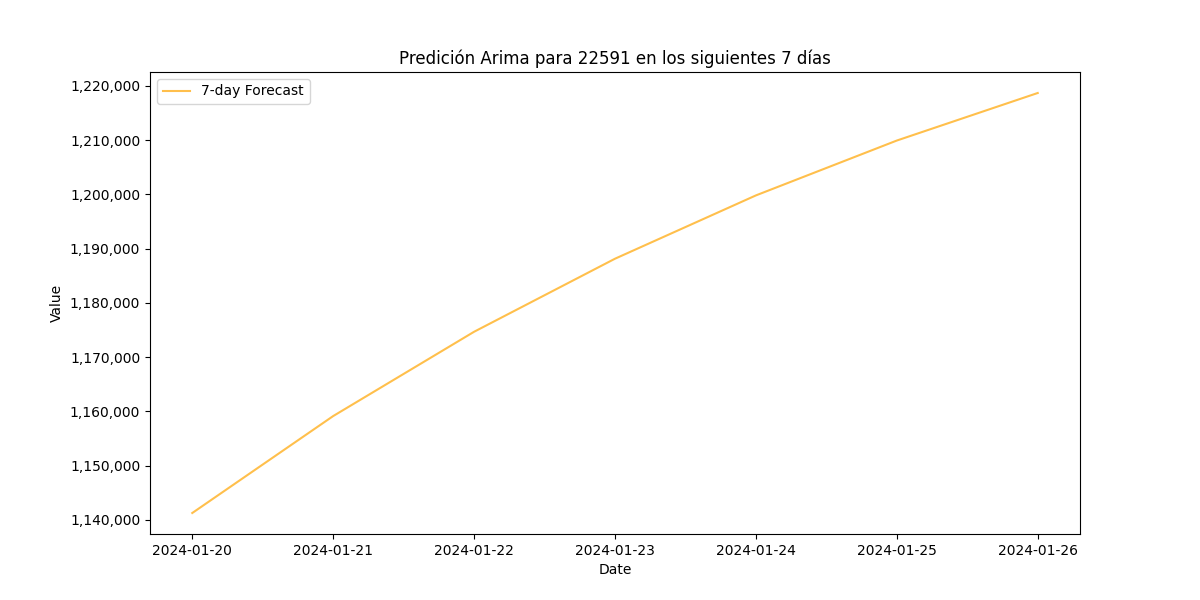 Predicción Arima para 22591 en los siguientes 7 días
7-day Forecast
Value
1,220,000
1,210,000
1,200,000
1,190,000
1,180,000
1,170,000
1,160,000
1,150,000
1,140,000
2024-01-20 2024-01-21 2024-01-22 2024-01-23 2024-01-24 2024-01-25 2024-01-26
Date